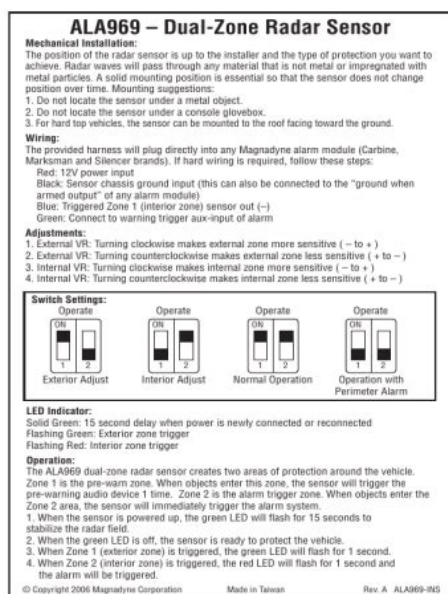 ALA969 – Dual-Zone Radar Sensor
Mechanical Installation:
The position of the radar sensor is up to the installer and the type of protection you want to
achieve. Radar waves will pass through any material that is not metal or impregnated with
metal particles. A solid mounting position is essential so that the sensor does not change
position over time. Mounting suggestions:
1. Do not locate the sensor under a metal object.
2. Do not locate the sensor under a console glovebox.
3. For hard top vehicles, the sensor can be mounted to the roof facing toward the ground.
Wiring:
The provided harness will plug directly into any Magnadyne alarm module (Carbine,
Marksman and Silencer brands). If hard wiring is required, follow these steps:
Red: 12V power input
Black: Sensor chassis ground input (this can also be connected to the "ground when
armed output" of any alarm module)
Blue: Triggered Zone 1 (interior zone) sensor out (–)
Green: Connect to warning trigger aux-input of alarm
Adjustments:
1. External VR: Turning clockwise makes external zone more sensitive ( – to + )
2. External VR: Turning counterclockwise makes external zone less sensitive ( + to – )
3. Internal VR: Turning clockwise makes internal zone more sensitive ( – to + )
4. Internal VR: Turning counterclockwise makes internal zone less sensitive ( + to – )
Switch Settings:
Operate Operate Operate Operate
ON ON ON ON
1 2 1 2 1 2 1 2
Exterior Adjust Interior Adjust Normal Operation Operation with
Perimeter Alarm
LED Indicator:
Solid Green: 15 second delay when power is newly connected or reconnected
Flashing Green: Exterior zone trigger
Flashing Red: Interior zone trigger
Operation:
The ALA969 dual-zone radar sensor creates two areas of protection around the vehicle.
Zone 1 is the pre-warn zone. When objects enter this zone, the sensor will trigger the
pre-warning audio device 1 time. Zone 2 is the alarm trigger zone. When objects enter the
Zone 2 area, the sensor will immediately trigger the alarm system.
1. When the sensor is powered up, the green LED will flash for 15 seconds to
stabilize the radar field.
2. When the green LED is off, the sensor is ready to protect the vehicle.
3. When Zone 1 (exterior zone) is triggered, the green LED will flash for 1 second.
4. When Zone 2 (interior zone) is triggered, the red LED will flash for 1 second and
the alarm will be triggered.
© Copyright 2006 Magnadyne Corporation Made in Taiwan Rev. A ALA969-INS